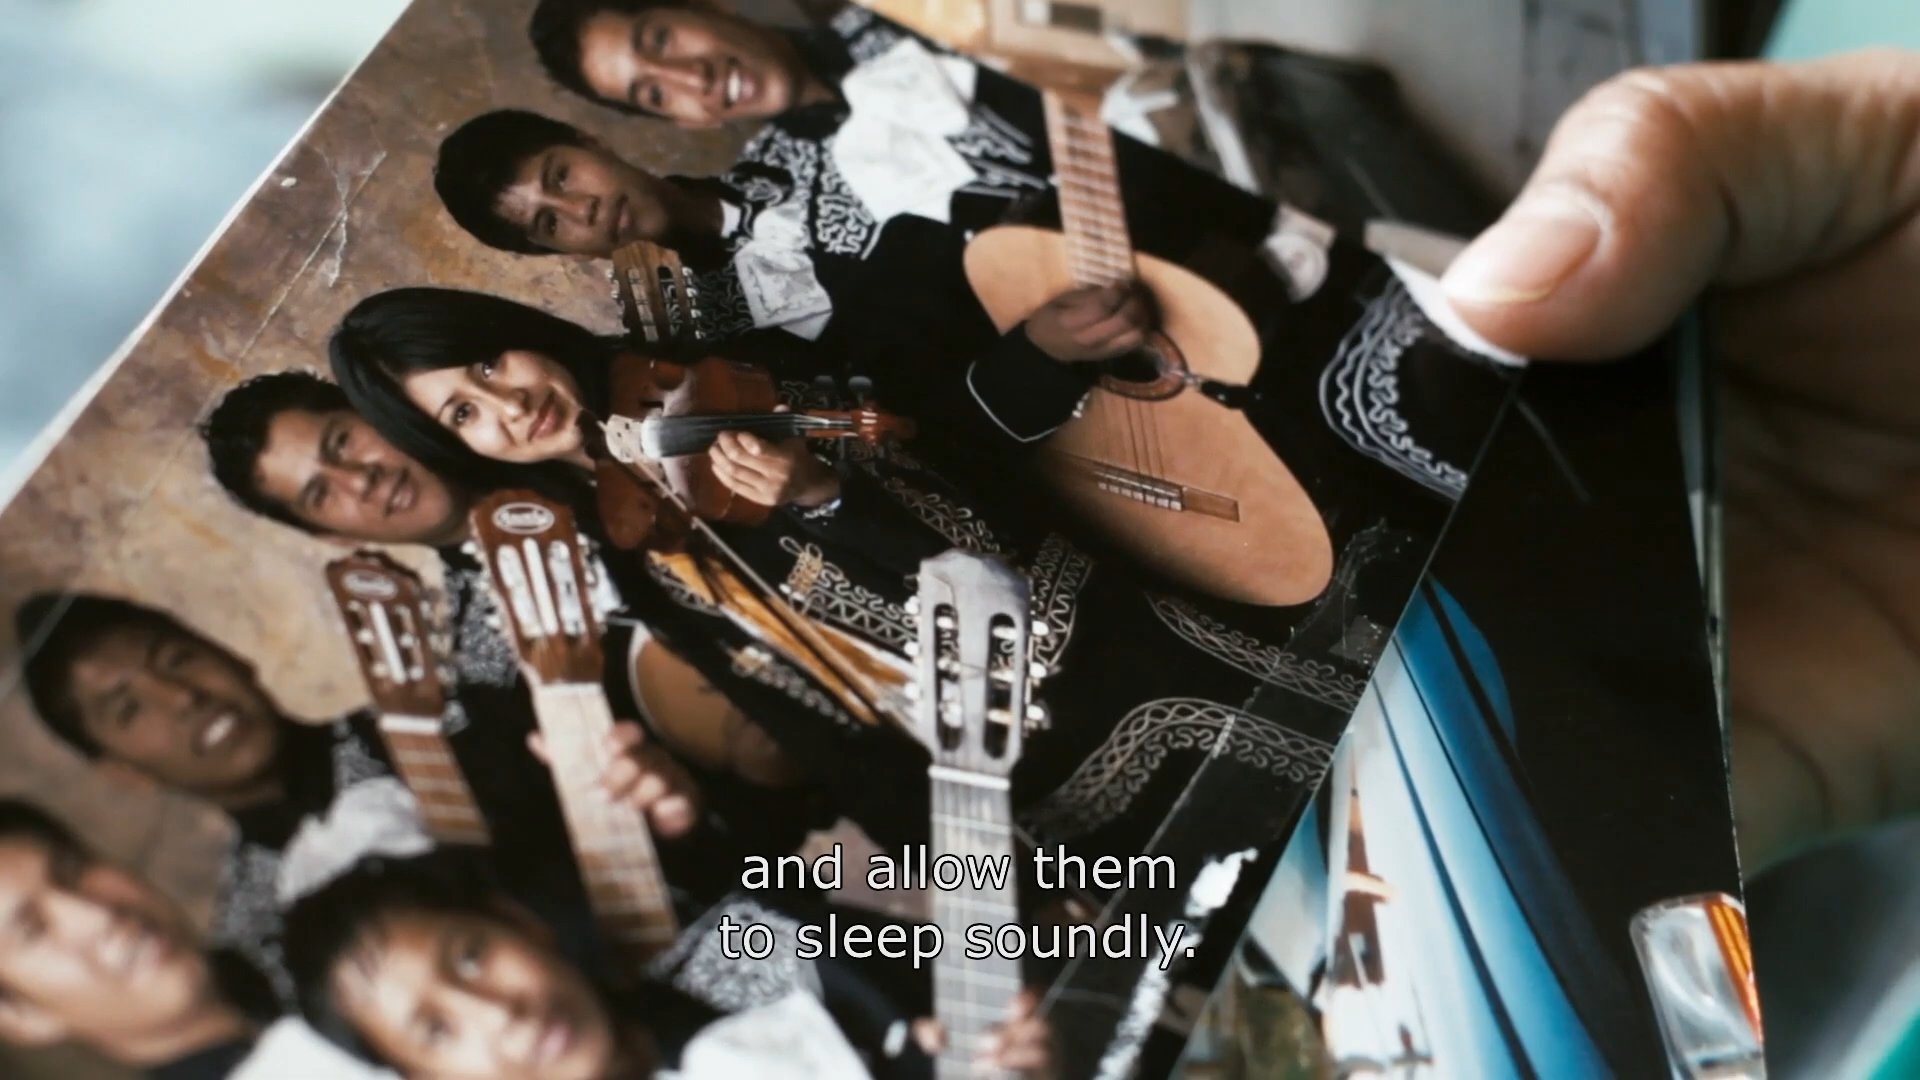 and allow them
to sleep soundly.